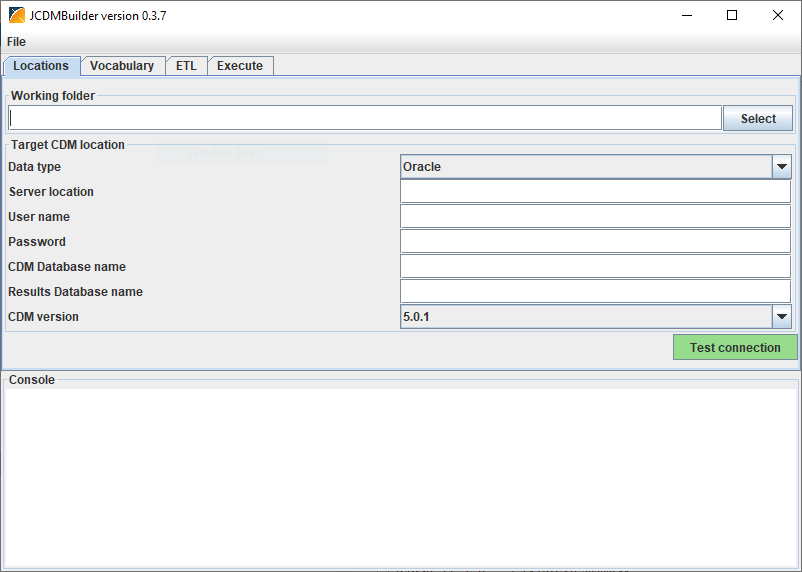 JCDMBuilder version 0.3.7
File
Locations Vocabulary ETL Execute
Working folder
Select
Target CDM location
Data type Oracle
Server location
User name
Password
CDM Database name
Results Database name
CDM version 5.0.1
Test connection
Console